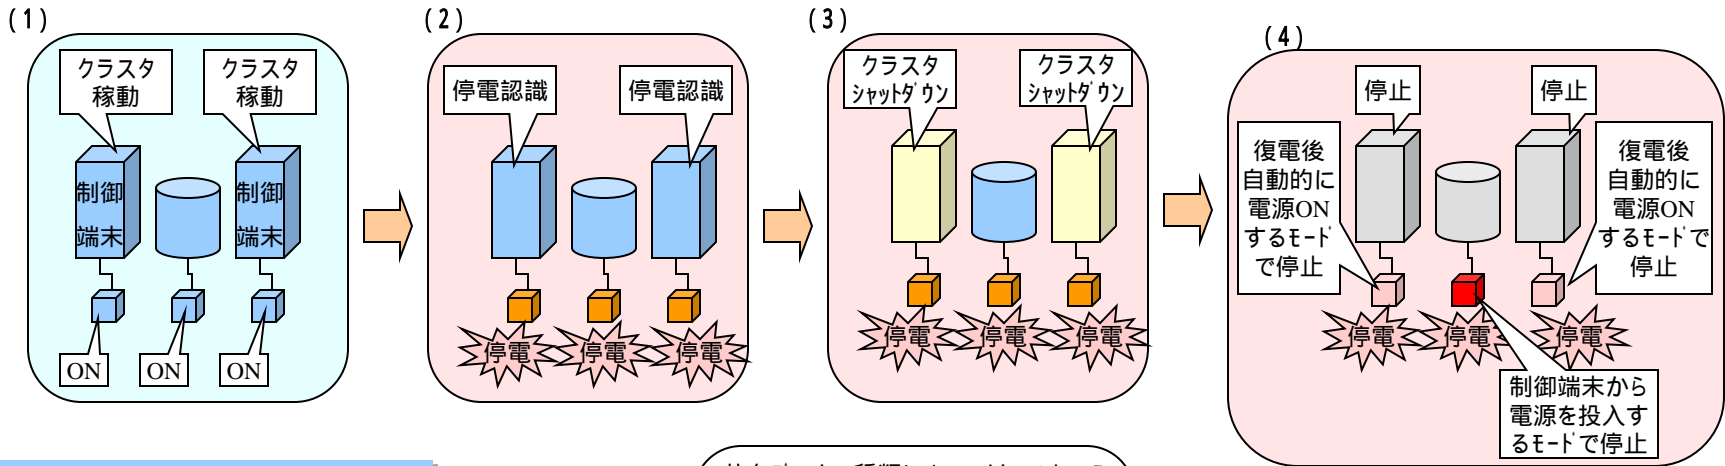 (1)
クラスタ
稼動
クラスタ
稼動
制御
端末
制御
端末
ON
ON
ON
(2)
停電認識
停電認識
停電
停電
停電
(3)
クラスタ
ｼｬｯﾄﾀﾞｳﾝ
クラスタ
ｼｬｯﾄﾀﾞｳﾝ
停電
停電
停電
(4)
停止
停止
復電後
自動的に
電源ON
するﾓｰﾄﾞ
で停止
復電後
自動的に
電源ON
するﾓｰﾄﾞで
停止
停電
停電
停電
制御端末から
電源を投入す
るﾓｰﾄﾞで停止